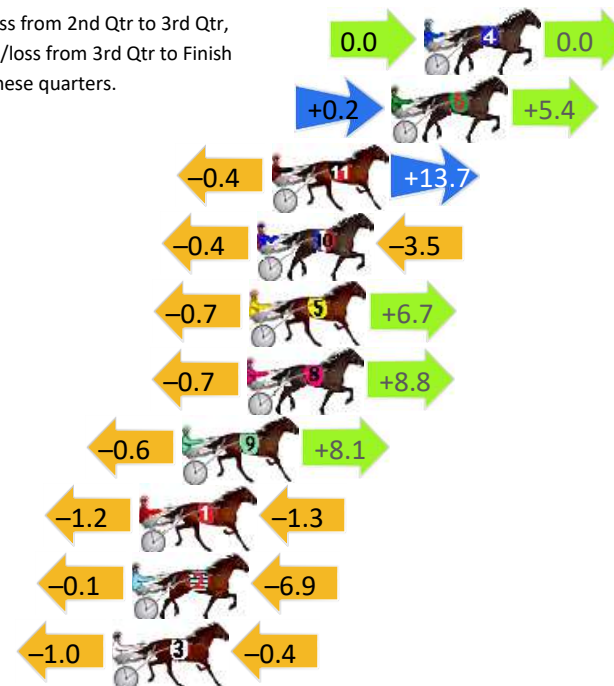 ss from 2nd Qtr to 3rd Qtr,
/loss from 3rd Qtr to Finish
hese quarters.
0.0 4 0.0
+0.2 +5.4
–0.4 11 +13.7
–0.4 10 –3.5
–0.7 5 +6.7
–0.7 8 +8.8
–0.6 9 +8.1
–1.2 1 –1.3
–0.1 2 –6.9
–1.0 3 –0.4